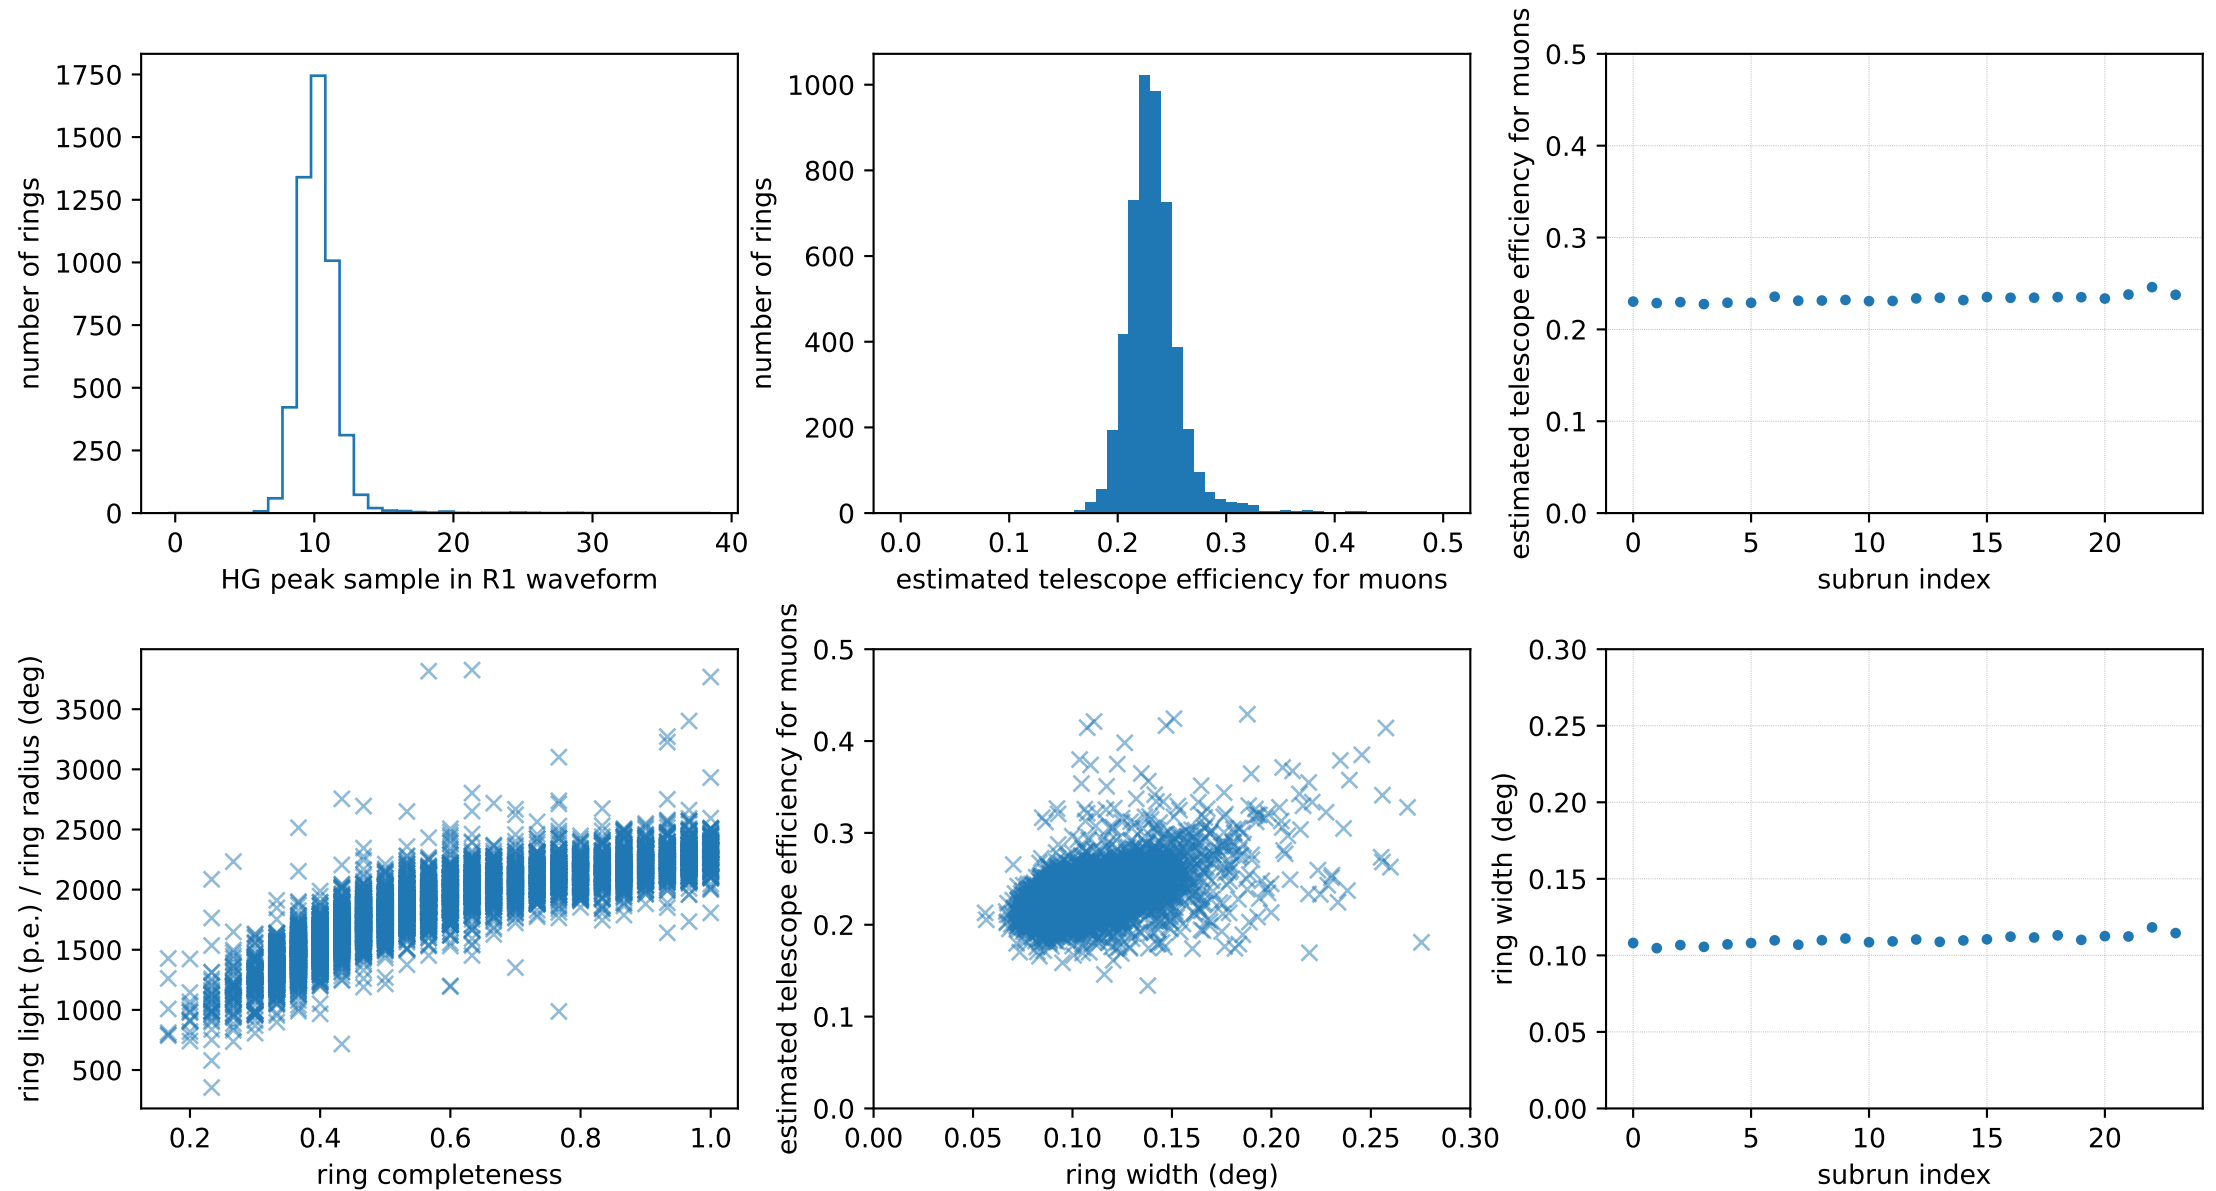 1750
1500
1250
1000
750
500
250
0
number of rings
0 10 20 30 40
HG peak sample in R1 waveform
1000
800
600
400
200
0
number of rings
0.0 0.1 0.2 0.3 0.4 0.5
estimated telescope efficiency for muons
0.5
0.4
0.3
0.2
0.1
0.0
estimated telescope efficiency for muons
0 5 10 15 20
subrun index
3500
3000
2500
2000
1500
1000
500
ring light (p.e.) / ring radius (deg)
0.2 0.4 0.6 0.8 1.0
ring completeness
0.5
0.4
0.3
0.2
0.1
0.0
estimated telescope efficiency for muons
0.00 0.05 0.10 0.15 0.20 0.25 0.30
ring width (deg)
0.30
0.25
0.20
0.15
0.10
0.05
0.00
ring width (deg)
0 5 10 15 20
subrun index